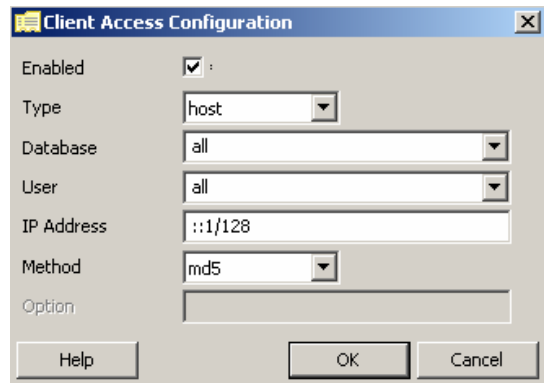 Client Access Configuration
Enabled
Type host
Database all
User all
IP Address ::1/128
Method md5
Option
Help OK Cancel